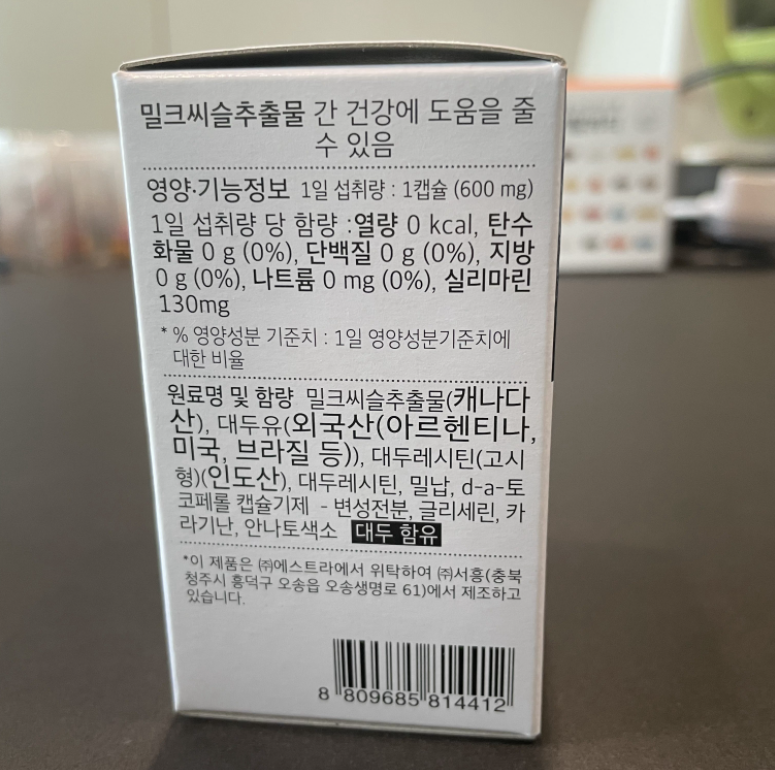 밀크씨슬추출물 간 건강에 도움을 줄
수 있음
영양·기능정보 1일 섭취량 : 1캡슐 (600 mg)
1일 섭취량 당 함량 :열량 0 kcal, 탄수
화물 0 g (0%), 단백질 0 g (0%), 지방
0 g (0%), 나트륨 0 mg (0%), 실리마린
130mg
* % 영양성분 기준치 : 1일 영양성분기준치에
대한 비율
원료명 및 함량 밀크씨슬추출물(캐나다
산), 대두유(외국산(아르헨티나,
미국, 브라질 등)), 대두레시틴(고시
형)(인도산), 대두레시틴, 밀납, d-a-토
코페롤 캡슐기제 - 변성전분, 글리세린, 카
라기난, 안나토색소 대두 함유
*이 제품은 ㈜에스트라에서 위탁하여 ㈜서흥(충북
청주시 흥덕구 오송읍 오송생명로 61)에서 제조하고
있습니다.
8 809685 814412